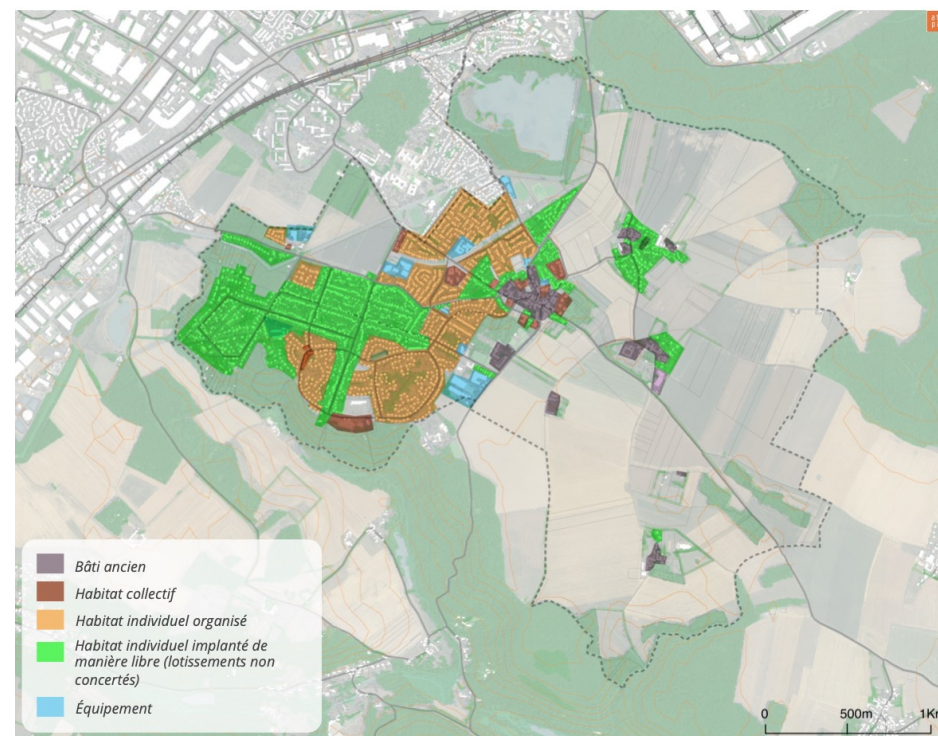 Bâti ancien
Habitat collectif
Habitat individuel organisé
Habitat individuel implanté de
manière libre (lotissements non
concertés)
Équipement
0 500m